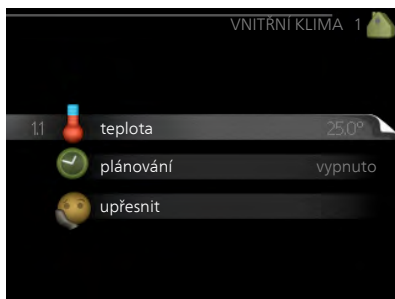 VNITŘNÍ KLIMA 1
1.1 teplota 25.0°
plánování vypnuto
upřesnit